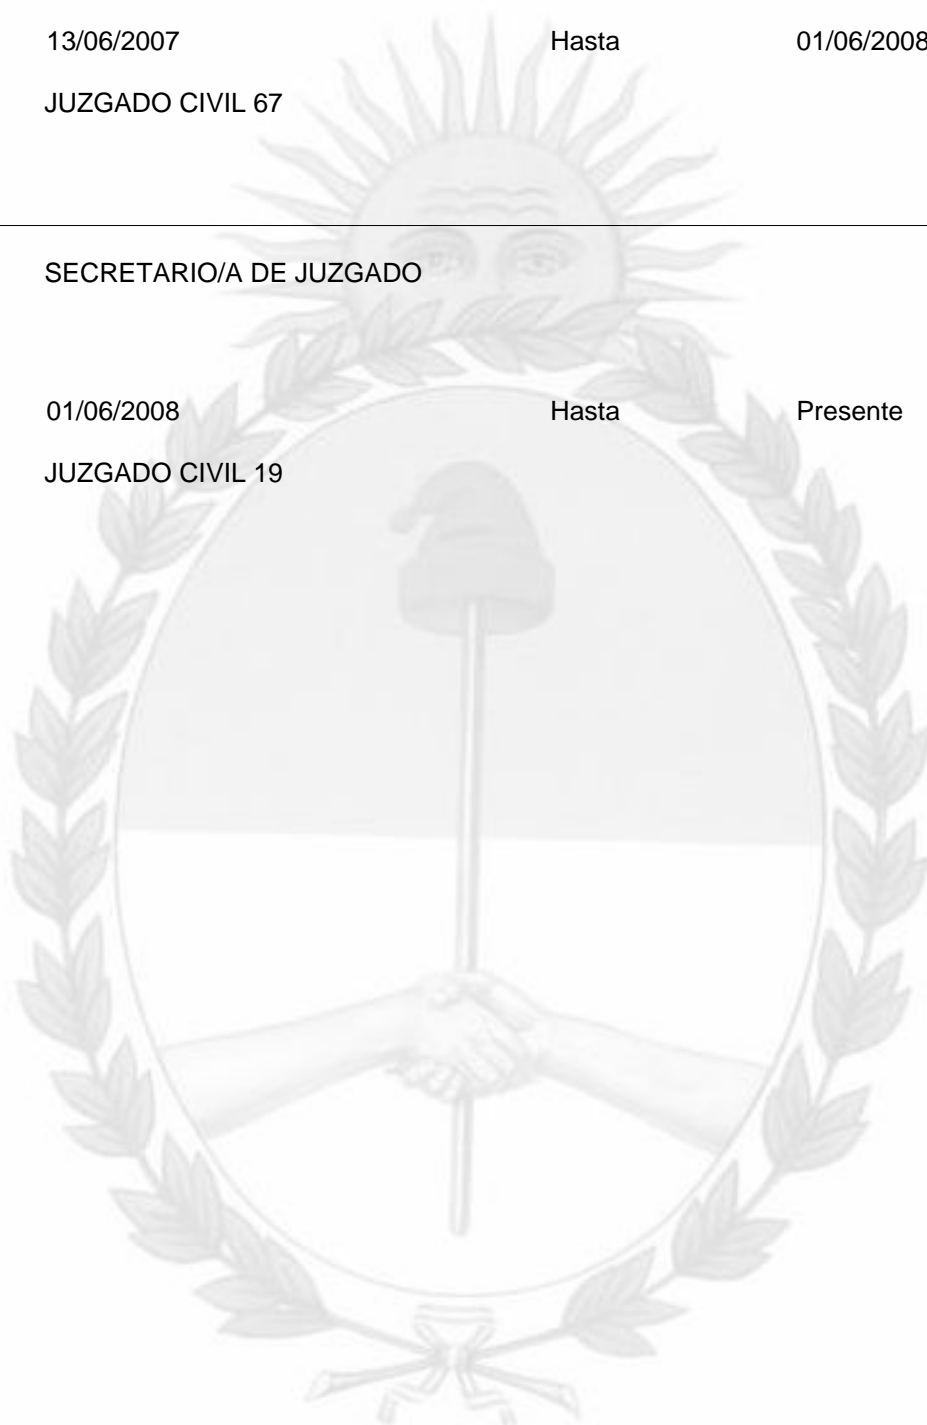 13/06/2007 Hasta 01/06/2008
JUZGADO CIVIL 67
SECRETARIO/A DE JUZGADO
01/06/2008 Hasta Presente
JUZGADO CIVIL 19